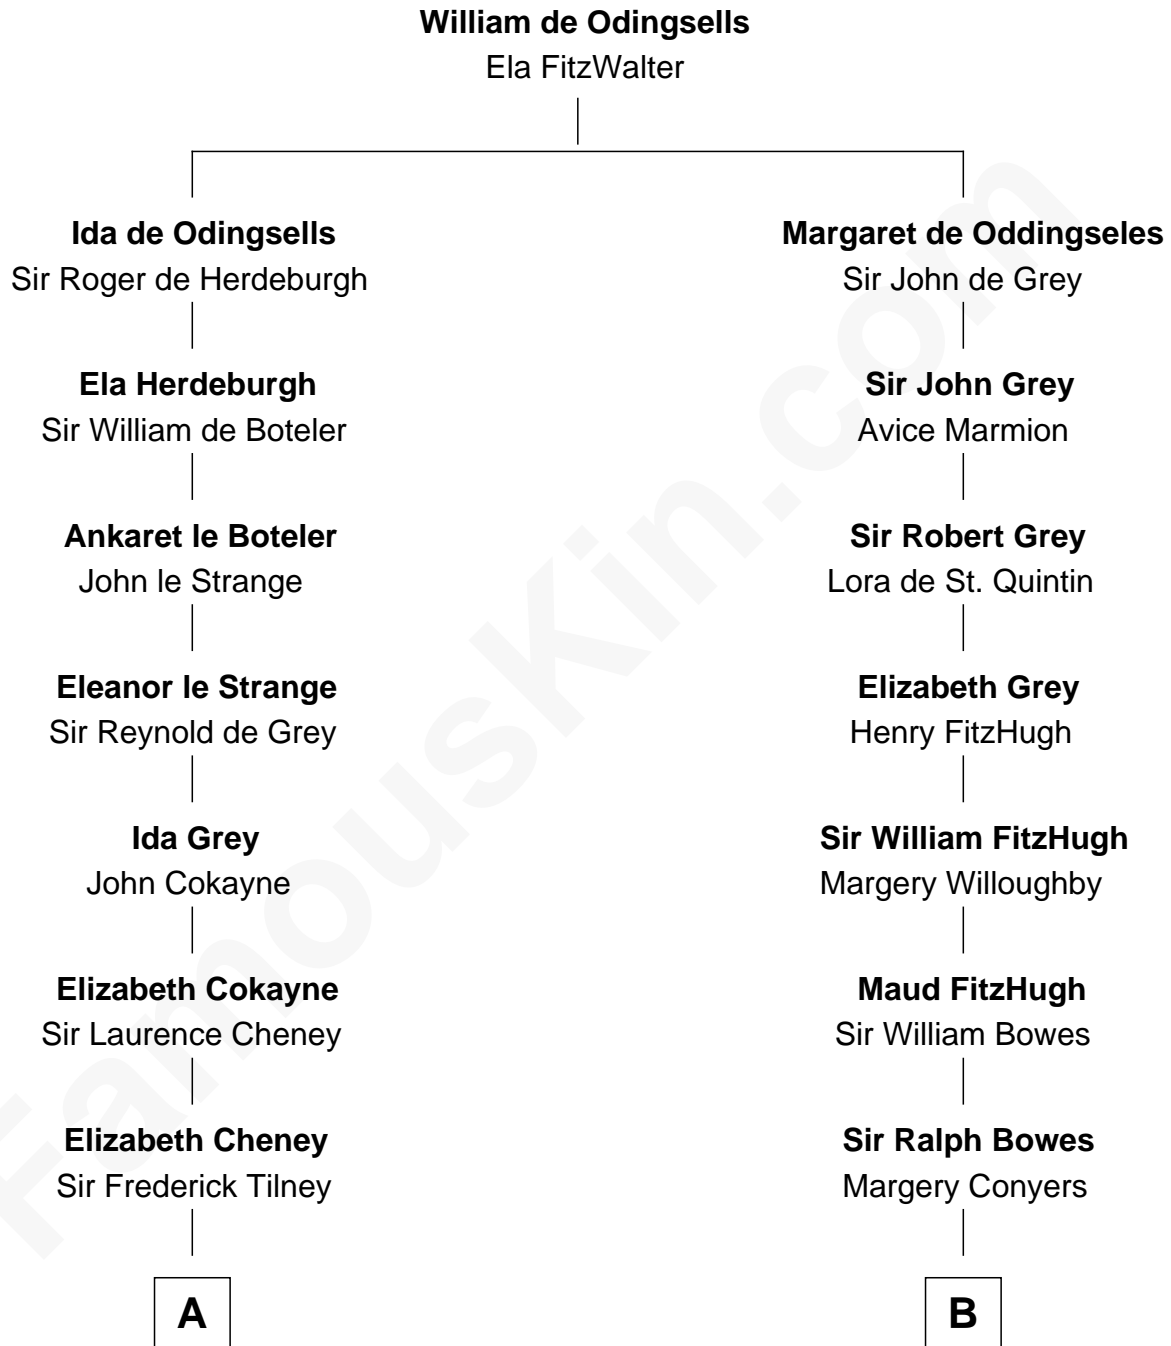 William de Odingsells
Ela FitzWalter
Ida de Odingsells
Sir Roger de Herdeburgh
Margaret de Oddingseles
Sir John de Grey
Ela Herdeburgh
Sir William de Boteler
Sir John Grey
Avice Marmion
Ankaret le Boteler
John le Strange
Sir Robert Grey
Lora de St. Quintin
Eleanor le Strange
Sir Reynold de Grey
Elizabeth Grey
Henry FitzHugh
Ida Grey
John Cokayne
Sir William FitzHugh
Margery Willoughby
Elizabeth Cokayne
Sir Laurence Cheney
Maud FitzHugh
Sir William Bowes
Elizabeth Cheney
Sir Frederick Tilney
Sir Ralph Bowes
Margery Conyers
A
B
FamousKin.com